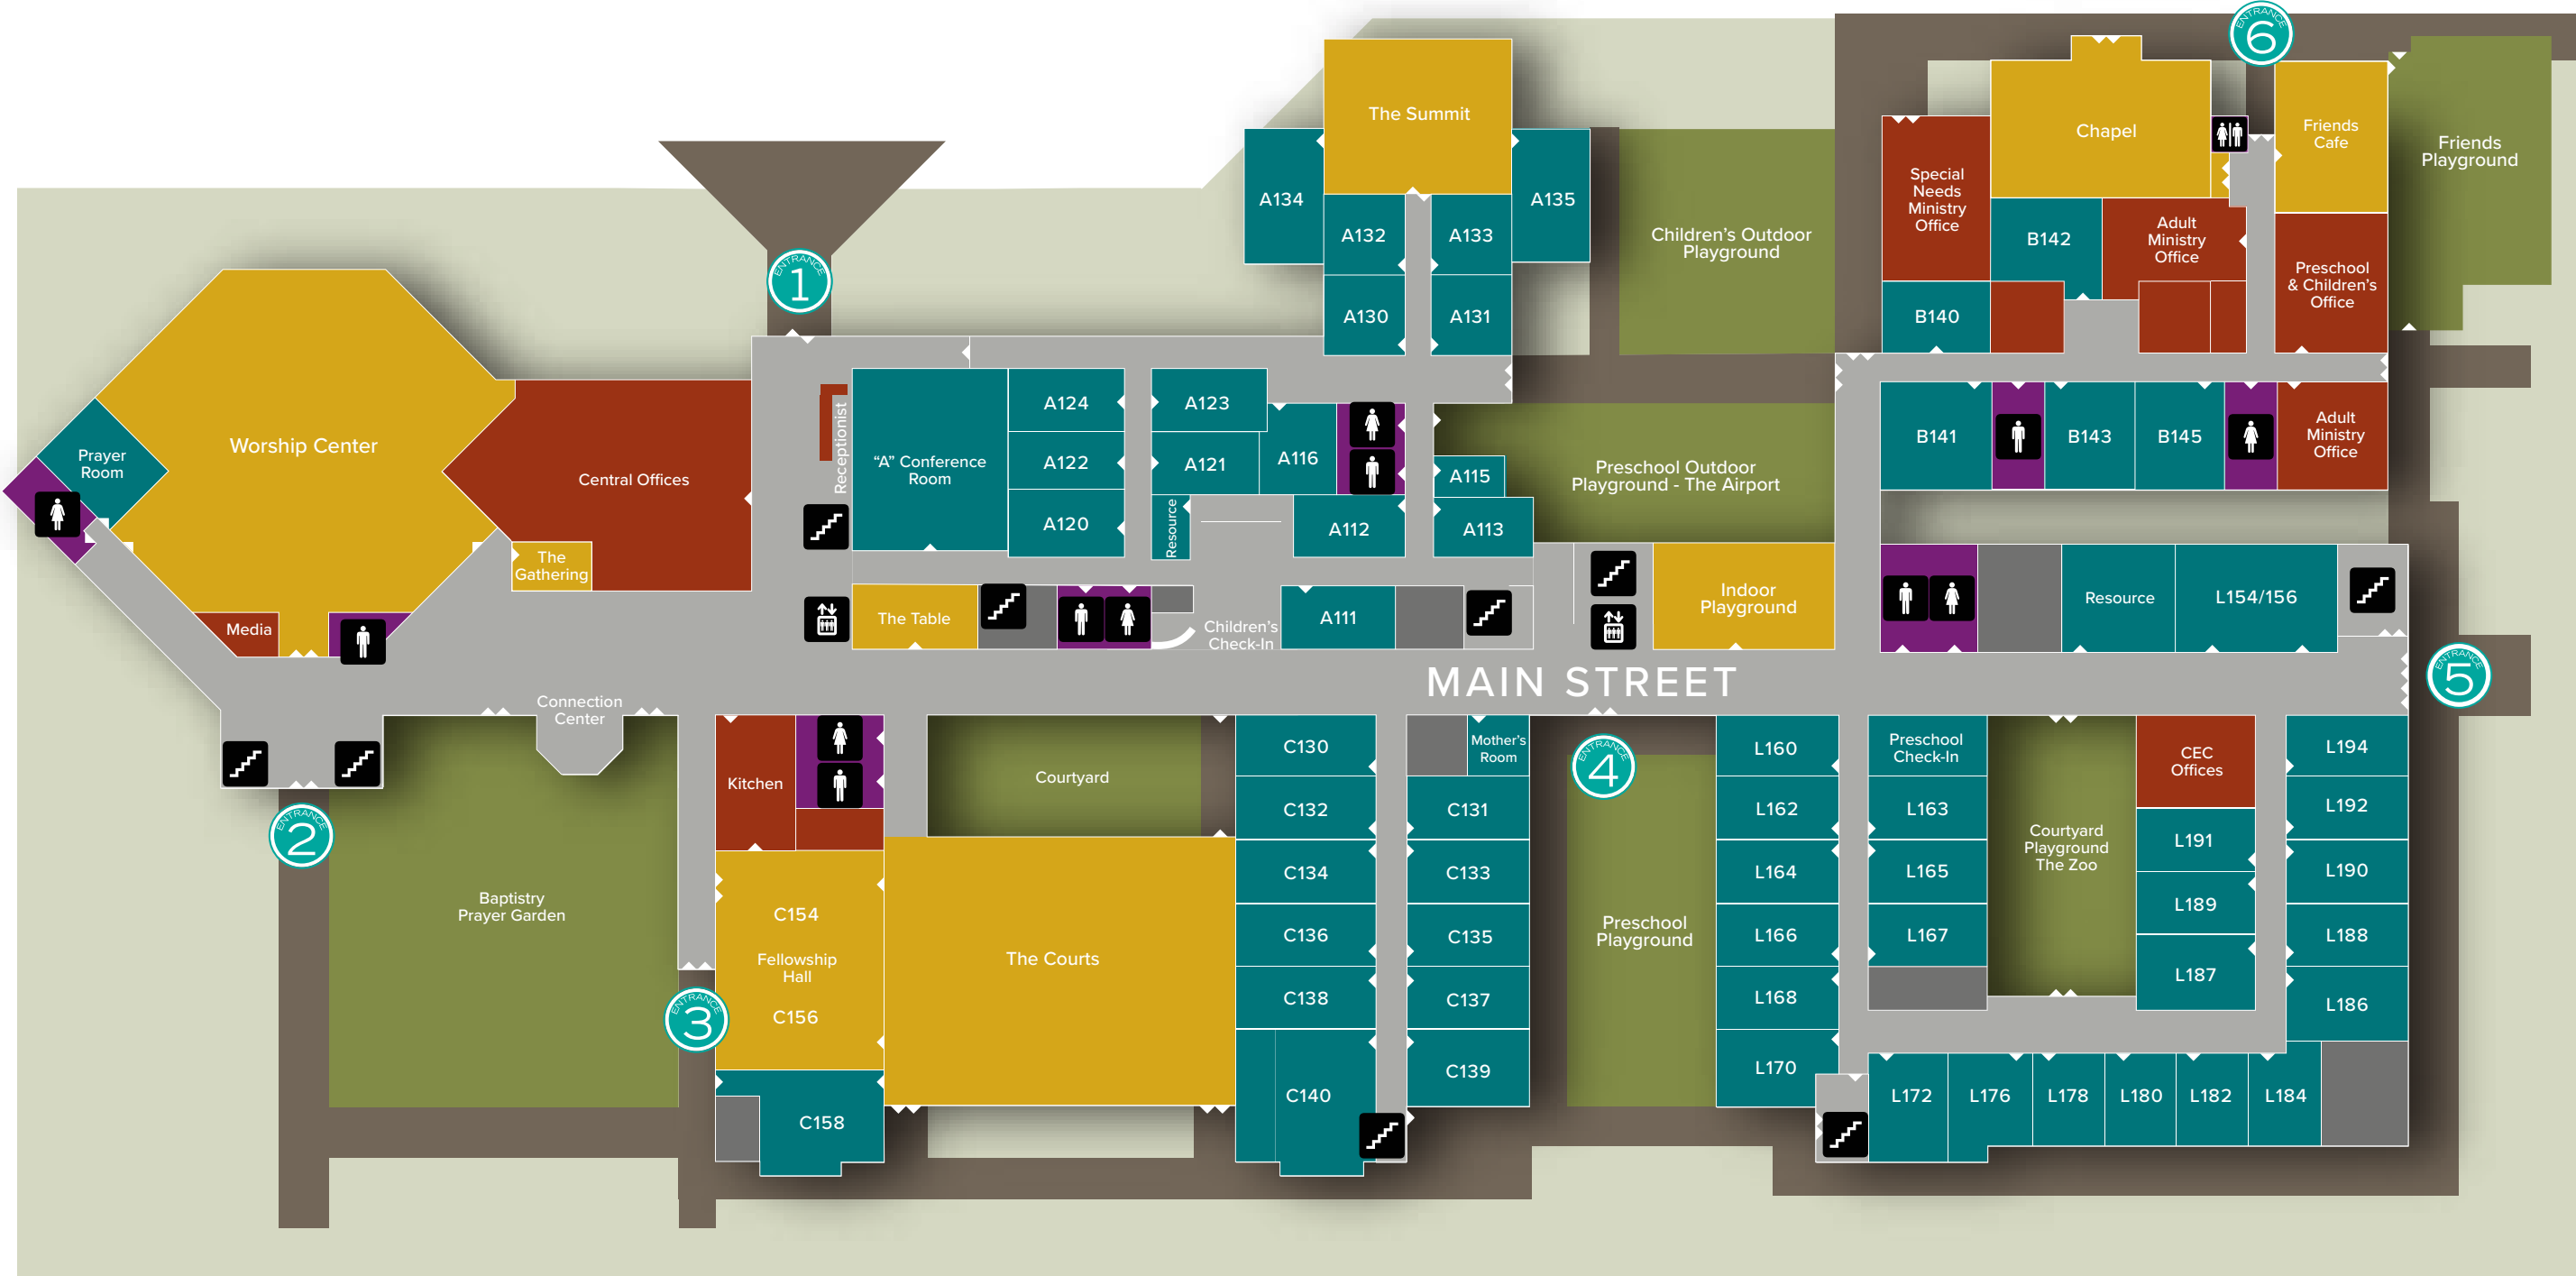 ENTRANCE
6
The Summit
Chapel
Friends
Cafe
Friends
Playground
A134
A135
Special
Needs
Ministry
Office
A132
A133
Children's Outdoor
Playground
B142
Adult
Ministry
Office
ENTRANCE
1
A130
A131
B140
Preschool
& Children's
Office
Worship Center
Prayer
Room
Central Offices
Receptionist
"A" Conference
Room
A124
A123
A122
A121
A116
A120
Resource
A112
A115
A113
Preschool Outdoor
Playground - The Airport
B141
B143
B145
Adult
Ministry
Office
The
Gathering
Media
The Table
Children's
Check-In
A111
Indoor
Playground
Resource
L154/156
MAIN STREET
ENTRANCE
5
Connection
Center
Kitchen
Courtyard
C130
Mother's
Room
ENTRANCE
4
L160
Preschool
Check-In
CEC
Offices
L194
ENTRANCE
2
C132
C131
L162
L163
Courtyard
Playground
The Zoo
L191
L192
C134
C133
L164
L165
L189
L190
Baptistry
Prayer Garden
C154
Fellowship
Hall
C156
The Courts
C136
C135
Preschool
Playground
L166
L167
L187
L188
ENTRANCE
3
C138
C137
L168
L186
C158
C140
C139
L170
L172
L176
L178
L180
L182
L184